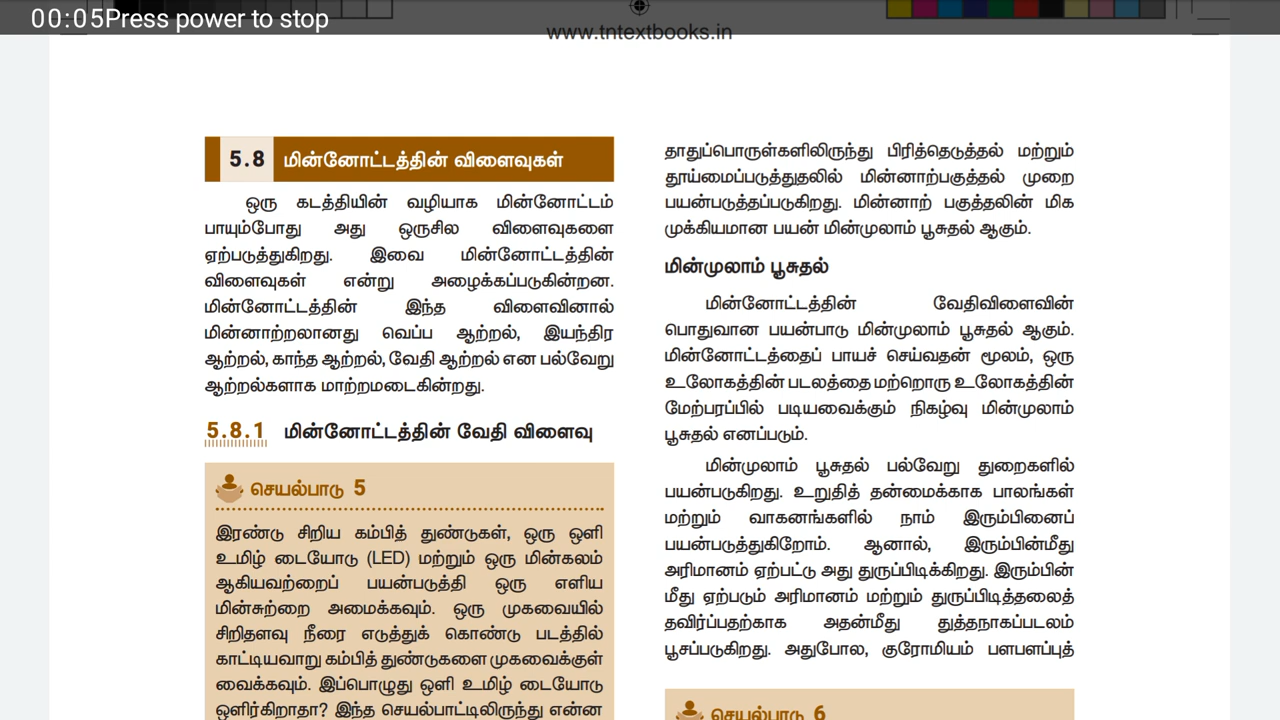 00:05Press power to stop
www.tntextbooks.in
5.8 மின்னோட்டத்தின் விளைவுகள்
ஒரு கடத்தியின் வழியாக மின்னோட்டம்
பாயும்போது அது ஒருசில விளைவுகளை
ஏற்படுத்துகிறது. இவை மின்னோட்டத்தின்
விளைவுகள் என்று அழைக்கப்படுகின்றன.
மின்னோட்டத்தின் இந்த விளைவினால்
மின்னாற்றலானது வெப்ப ஆற்றல், இயந்திர
ஆற்றல், காந்த ஆற்றல், வேதி ஆற்றல் என பல்வேறு
ஆற்றல்களாக மாற்றமடைகின்றது.
5.8.1 மின்னோட்டத்தின் வேதி விளைவு
செயல்பாடு 5
இரண்டு சிறிய கம்பித் துண்டுகள், ஒரு ஒளி
உமிழ் டையோடு (LED) மற்றும் ஒரு மின்கலம்
ஆகியவற்றைப் பயன்படுத்தி ஒரு எளிய
மின்சுற்றை அமைக்கவும். ஒரு முகவையில்
சிறிதளவு நீரை எடுத்துக் கொண்டு படத்தில்
காட்டியவாறு கம்பித் துண்டுகளை முகவைக்குள்
வைக்கவும். இப்பொழுது ஒளி உமிழ் டையோடு
ஒளிர்கிறாதா? இந்த செயல்பாட்டிலிருந்து என்ன
தாதுப்பொருள்களிலிருந்து பிரித்தெடுத்தல் மற்றும்
தூய்மைப்படுத்துதலில் மின்னாற்பகுத்தல் முறை
பயன்படுத்தப்படுகிறது. மின்னாற் பகுத்தலின் மிக
முக்கியமான பயன் மின்முலாம் பூசுதல் ஆகும்.
மின்முலாம் பூசுதல்
மின்னோட்டத்தின் வேதிவிளைவின்
பொதுவான பயன்பாடு மின்முலாம் பூசுதல் ஆகும்.
மின்னோட்டத்தைப் பாயச் செய்வதன் மூலம், ஒரு
உலோகத்தின் படலத்தை மற்றொரு உலோகத்தின்
மேற்பரப்பில் படியவைக்கும் நிகழ்வு மின்முலாம்
பூசுதல் எனப்படும்.
மின்முலாம் பூசுதல் பல்வேறு துறைகளில்
பயன்படுகிறது. உறுதித் தன்மைக்காக பாலங்கள்
மற்றும் வாகனங்களில் நாம் இரும்பினைப்
பயன்படுத்துகிறோம். ஆனால், இரும்பின்மீது
அரிமானம் ஏற்பட்டு அது துருப்பிடிக்கிறது. இரும்பின்
மீது ஏற்படும் அரிமானம் மற்றும் துருப்பிடித்தலைத்
தவிர்ப்பதற்காக அதன்மீது துத்தநாகப்படலம்
பூசப்படுகிறது. அதுபோல, குரோமியம் பளபளப்புத்
செயல்பாடு 6